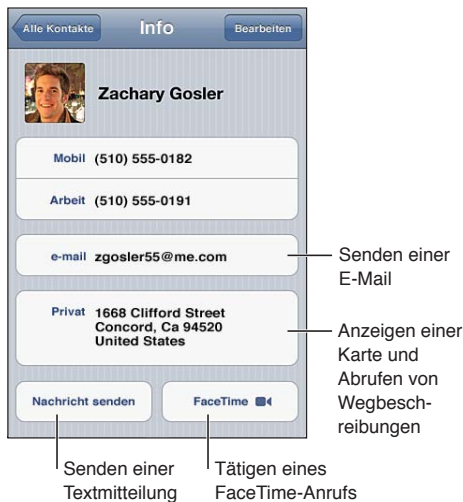 Alle Kontakte Info Bearbeiten
Zachary Gosler
Mobil (510) 555-0182
Arbeit (510) 555-0191
e-mail zgosler55@me.com
Senden einer
E-Mail
Privat 1668 Clifford Street
Concord, Ca 94520
United States
Anzeigen einer
Karte und
Abrufen von
Wegbesch-
reibungen
Nachricht senden FaceTime
Senden einer
Textmitteilung
Tätigen eines
FaceTime-Anrufs